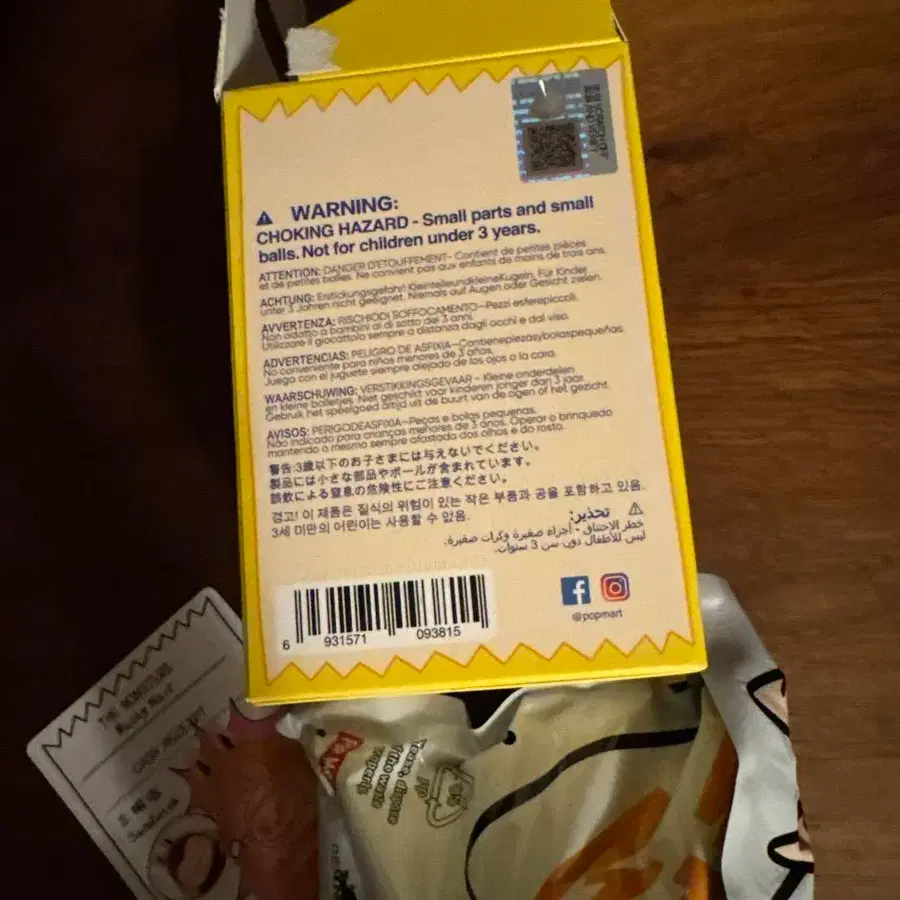 WARNING:
CHOKING HAZARD - Small parts and small
balls. Not for children under 3 years.
ATTENTION: DANGER D'ETOUFFEMENT- Contient de petites pièces
et de petites balles. Ne convient pas aux enfants de moins de trois ans.
ACHTUNG: Erstickungsgefahr! KleinteileundkleineKugeln. Für Kinder
unter 3 Jahren nicht geeignet. Niemals auf Augen oder Gesicht zielen.
AVVERTENZA: RISCHIODI SOFFOCAMENTO—Pezzi esferepiccoli.
Non adatto a bambini al di sotto dei 3 anni.
Utilizzare il giocattolo sempre a distanza dagli occhi e dal viso.
ADVERTENCIAS: PELIGRO DE ASFIXIA—Contienepiezasybolaspequeñas.
No conveniente para niños menores de 3 años.
Juega con el juguete siempre alejado de los ojos o la cara.
WAARSCHUWING: VERSTIKKINGSGEVAAR - Kleine onderdelen
en kleine balletjes. Niet geschikt voor kinderen jonger dan 3 jaar.
Gebruik het speelgoed altijd uit de buurt van de ogen of het gezicht.
AVISOS: PERIGODEASFIXIA—Peças e bolas pequenas.
Não indicado para crianças menores de 3 anos. Operar o brinquedo
mantendo o mesmo sempre afastado dos olhos e do rosto.
警告:3歳以下のお子さまには与えないでください。
製品には小さな部品やボールが含まれています。
誤飲による窒息の危険性にご注意ください。
경고! 이 제품은 질식의 위험이 있는 작은 부품과 공을 포함하고 있음.
3세 미만의 어린이는 사용할 수 없음.
تحذير:
خطر الاختناق - أجزاء صغيرة وكرات صغيرة.
ليس للأطفال دون سن 3 سنوات.
6 931571 093815
@popmart
THE MONSTERS